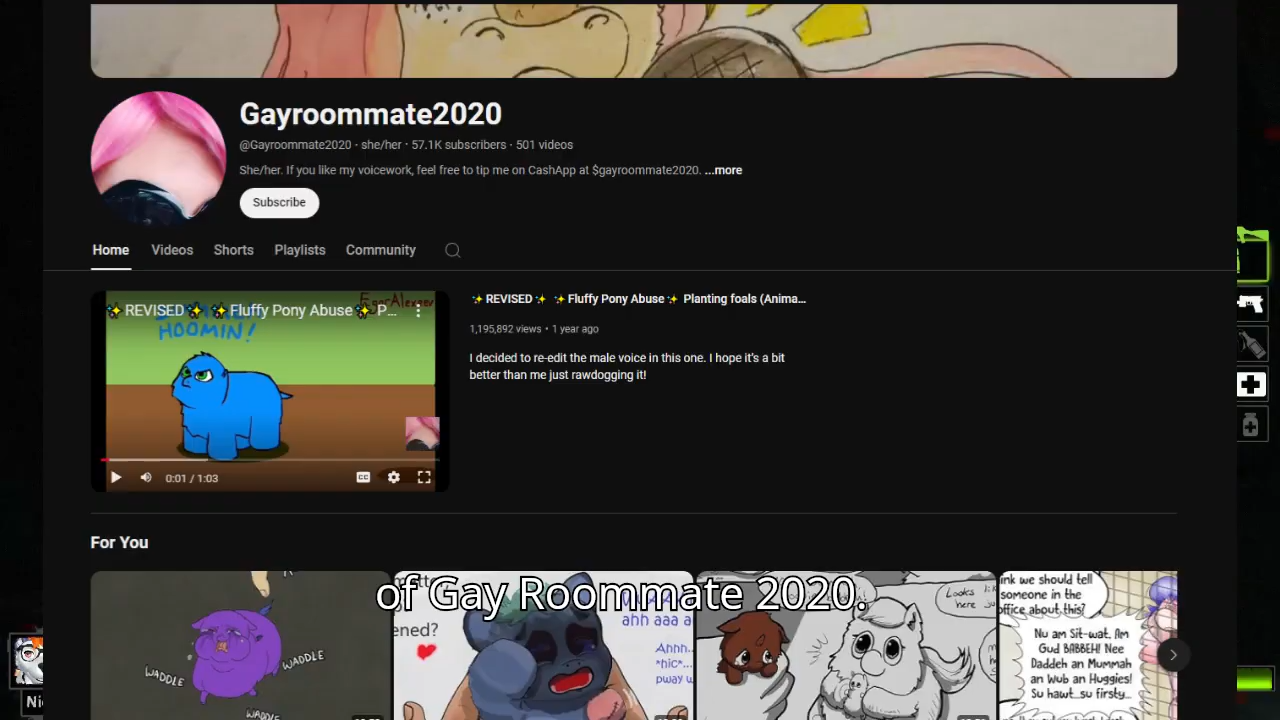 Gayroommate2020
@Gayroommate2020 · she/her · 57.1K subscribers · 501 videos
She/her. If you like my voicework, feel free to tip me on CashApp at $gayroommate2020. ...more
Subscribe
Home Videos Shorts Playlists Community
✨REVISED✨ ✨Fluffy Pony Abuse✨ P...
HOOMIN!
0:01 / 1:03
CC
✨REVISED✨ ✨Fluffy Pony Abuse✨ Planting foals (Anima...
1,195,892 views • 1 year ago
I decided to re-edit the male voice in this one. I hope it's a bit
better than me just rawdogging it!
For You
WADDLE
WADDLE
WADDLE
ened?
ahh aaa a
Ahhh..
*hic*...
pway w
Looks
here
ink we should tell
someone in the
office about this?
Nu am Sit-wat. Am
Gud BABBEH! Nee
Daddeh an Mummah
an Wub an Huggies!
Su hawt...su firsty...
of Gay Roommate 2020.